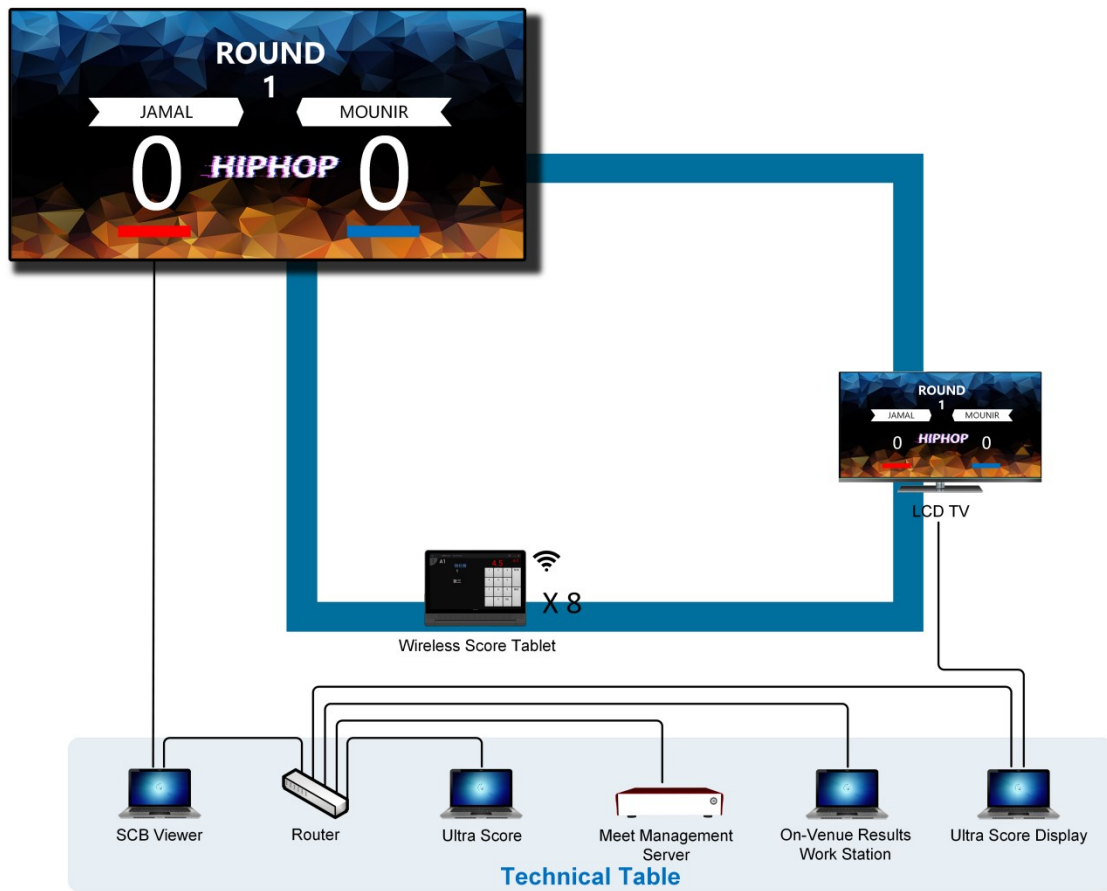 ROUND
1
JAMAL
MOUNIR
0
HIPHOP
0
ROUND
1
JAMAL
MOUNIR
0
HIPHOP
0
LCD TV
A1
X 8
Wireless Score Tablet
SCB Viewer
Router
Ultra Score
Meet Management
Server
On-Venue Results
Work Station
Ultra Score Display
Technical Table